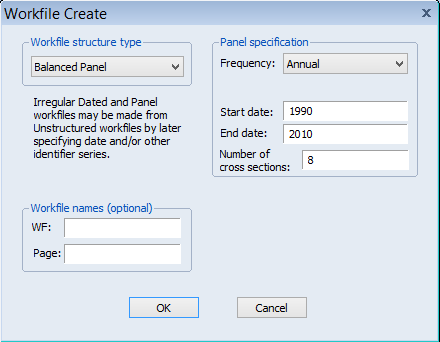 Workfile Create
x
Workfile structure type
Balanced Panel
Irregular Dated and Panel
workfiles may be made from
Unstructured workfiles by later
specifying date and/or other
identifier series.
Panel specification
Frequency: Annual
Start date: 1990
End date: 2010
Number of
cross sections: 8
Workfile names (optional)
WF:
Page:
OK
Cancel